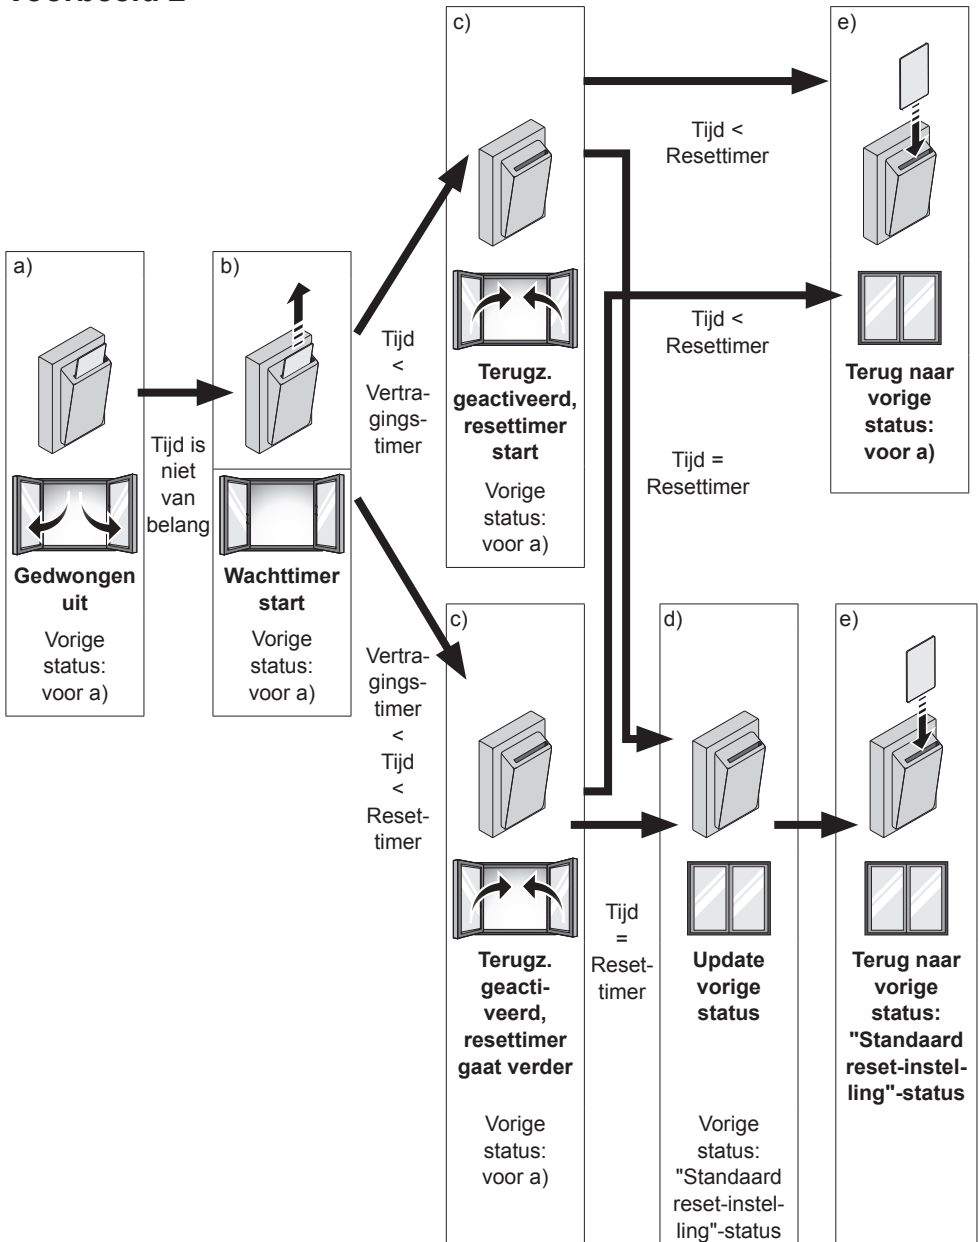 c)
e)
Tijd <
Resettimer
a)
b)
Tijd
<
Vertra-
gings-
timer
Tijd <
Resettimer
Terugz.
geactiveerd,
resettimer
start
Vorige
status:
voor a)
Terug naar
vorige
status:
voor a)
Tijd is
niet
van
belang
Tijd =
Resettimer
Gedwongen
uit
Vorige
status:
voor a)
Wachttimer
start
Vorige
status:
voor a)
Vertra-
gings-
timer
<
Tijd
<
Reset-
timer
c)
d)
e)
Terugz.
geacti-
veerd,
resettimer
gaat verder
Vorige
status:
voor a)
Tijd
=
Reset-
timer
Update
vorige
status
Vorige
status:
"Standaard
reset-instel-
ling"-status
Terug naar
vorige
status:
"Standaard
reset-instel-
ling"-status